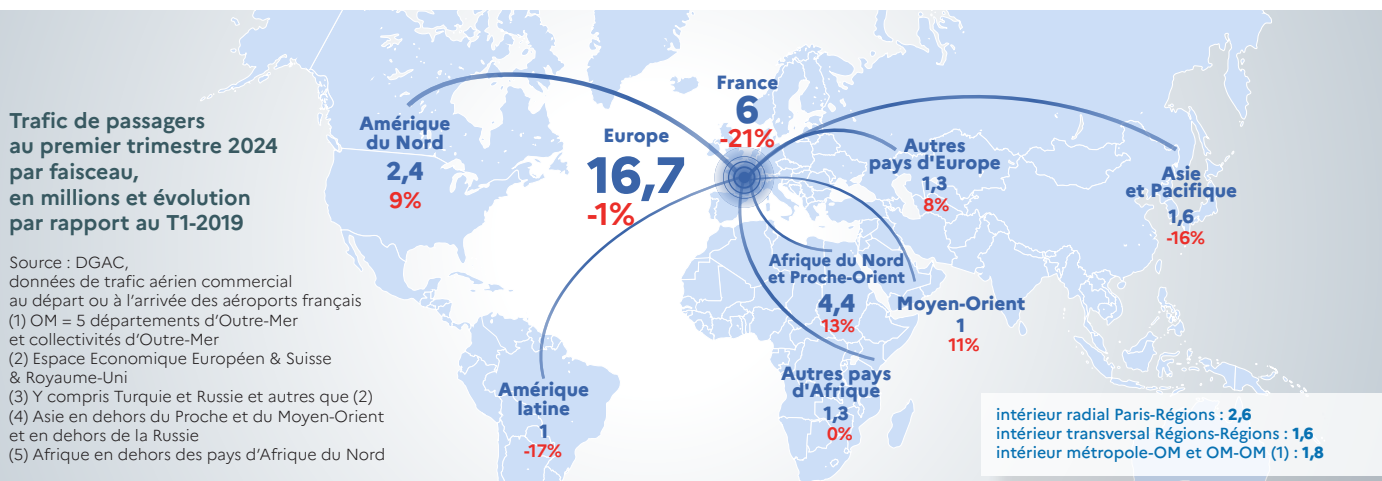 Trafic de passagers
au premier trimestre 2024
par faisceau,
en millions et évolution
par rapport au T1-2019
Source : DGAC,
données de trafic aérien commercial
au départ ou à l’arrivée des aéroports français
(1) OM = 5 départements d’Outre-Mer
et collectivités d’Outre-Mer
(2) Espace Economique Européen & Suisse
& Royaume-Uni
(3) Y compris Turquie et Russie et autres que (2)
(4) Asie en dehors du Proche et du Moyen-Orient
et en dehors de la Russie
(5) Afrique en dehors des pays d’Afrique du Nord
Amérique
du Nord
2,4
9%
Europe
16,7
-1%
France
6
-21%
Autres
pays d'Europe
1,3
8%
Asie
et Pacifique
1,6
-16%
Afrique du Nord
et Proche-Orient
4,4
13%
Moyen-Orient
1
11%
Amérique
latine
1
-17%
Autres pays
d'Afrique
1,3
0%
intérieur radial Paris-Régions : 2,6
intérieur transversal Régions-Régions : 1,6
intérieur métropole-OM et OM-OM (1) : 1,8